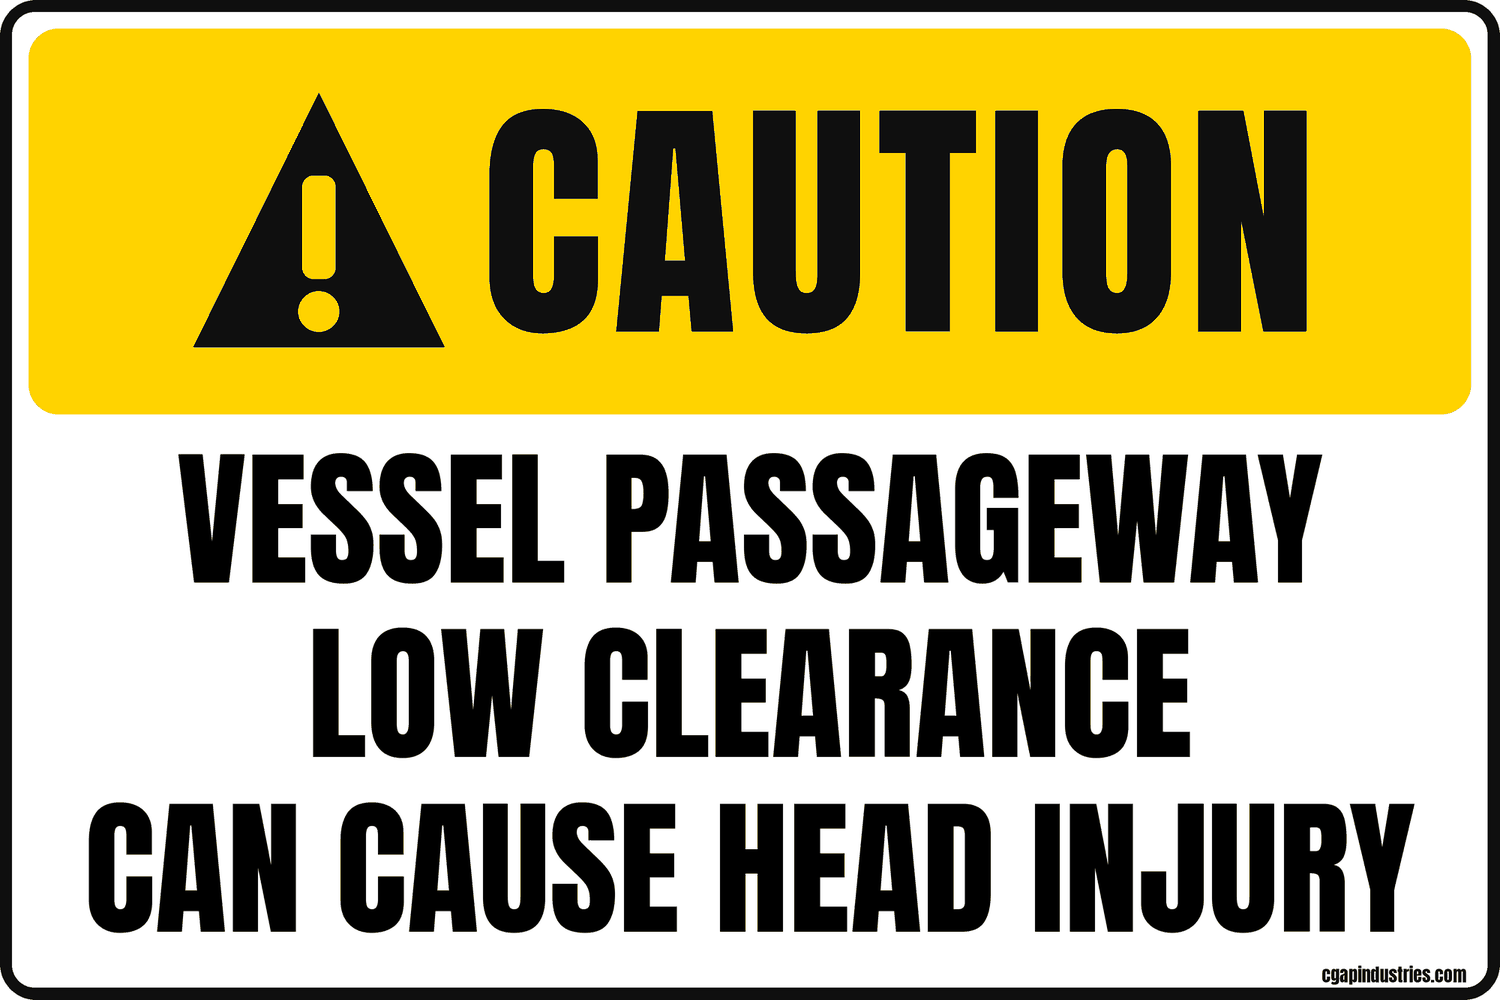 CAUTION
VESSEL PASSAGEWAY
LOW CLEARANCE
CAN CAUSE HEAD INJURY
cgapindustries.com